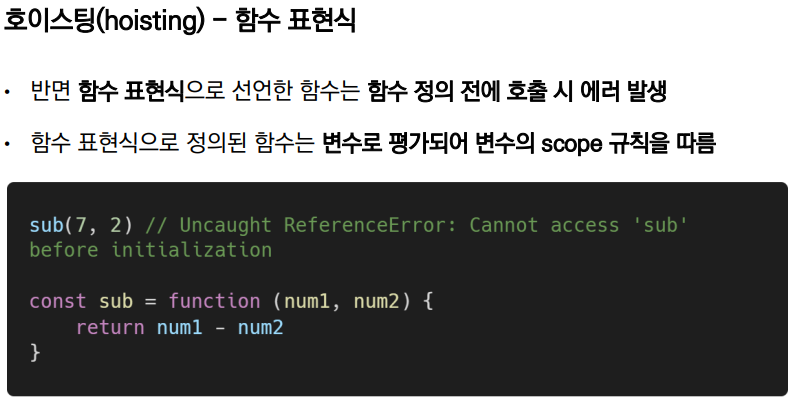 호이스팅(hoisting) – 함수 표현식
• 반면 함수 표현식으로 선언한 함수는 함수 정의 전에 호출 시 에러 발생
• 함수 표현식으로 정의된 함수는 변수로 평가되어 변수의 scope 규칙을 따름
sub(7, 2) // Uncaught ReferenceError: Cannot access 'sub'
before initialization
const sub = function (num1, num2) {
    return num1 - num2
}